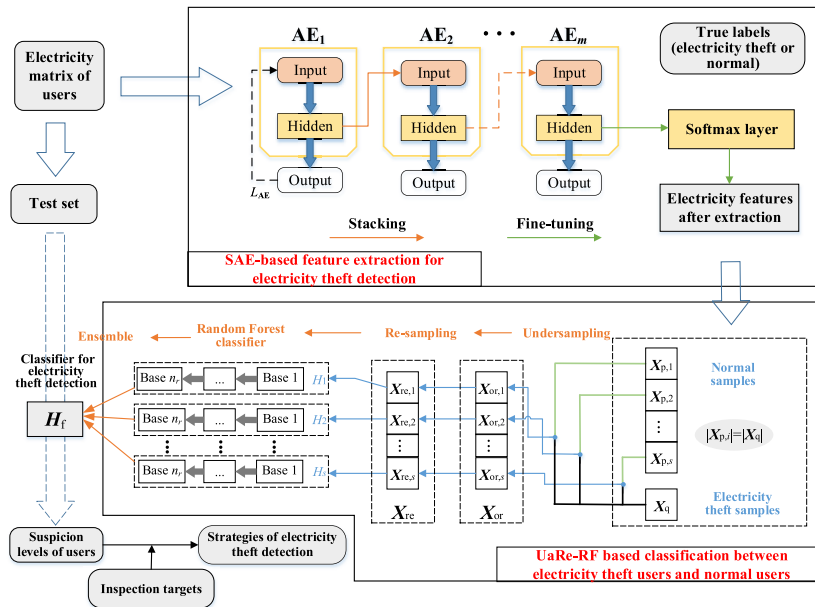 Electricity
matrix of
users
AE1
AE2
• • •
AEm
True labels
(electricity theft or
normal)
Input
Input
Input
Hidden
Hidden
Hidden
Softmax layer
Output
Output
Output
LAE
Electricity features
after extraction
Test set
Stacking
Fine-tuning
SAE-based feature extraction for
electricity theft detection
Ensemble
Random Forest
classifier
Re-sampling
Undersampling
Classifier for
electricity
theft detection
Base nr ... Base 1 H1
Xre,1
Xor,1
Xp,1
Normal
samples
Base nr ... Base 1 H2
Xre,2
Xor,2
Xp,2
Hf
⋮ ⋮ ⋮
⋮
⋮
⋮
|Xp,s|=|Xq|
Base nr ... Base 1 Hs
Xre,s
Xor,s
Xp,s
Xre
Xor
Xq
Electricity
theft samples
Suspicion
levels of users
Strategies of electricity
theft detection
Inspection targets
UaRe-RF based classification between
electricity theft users and normal users